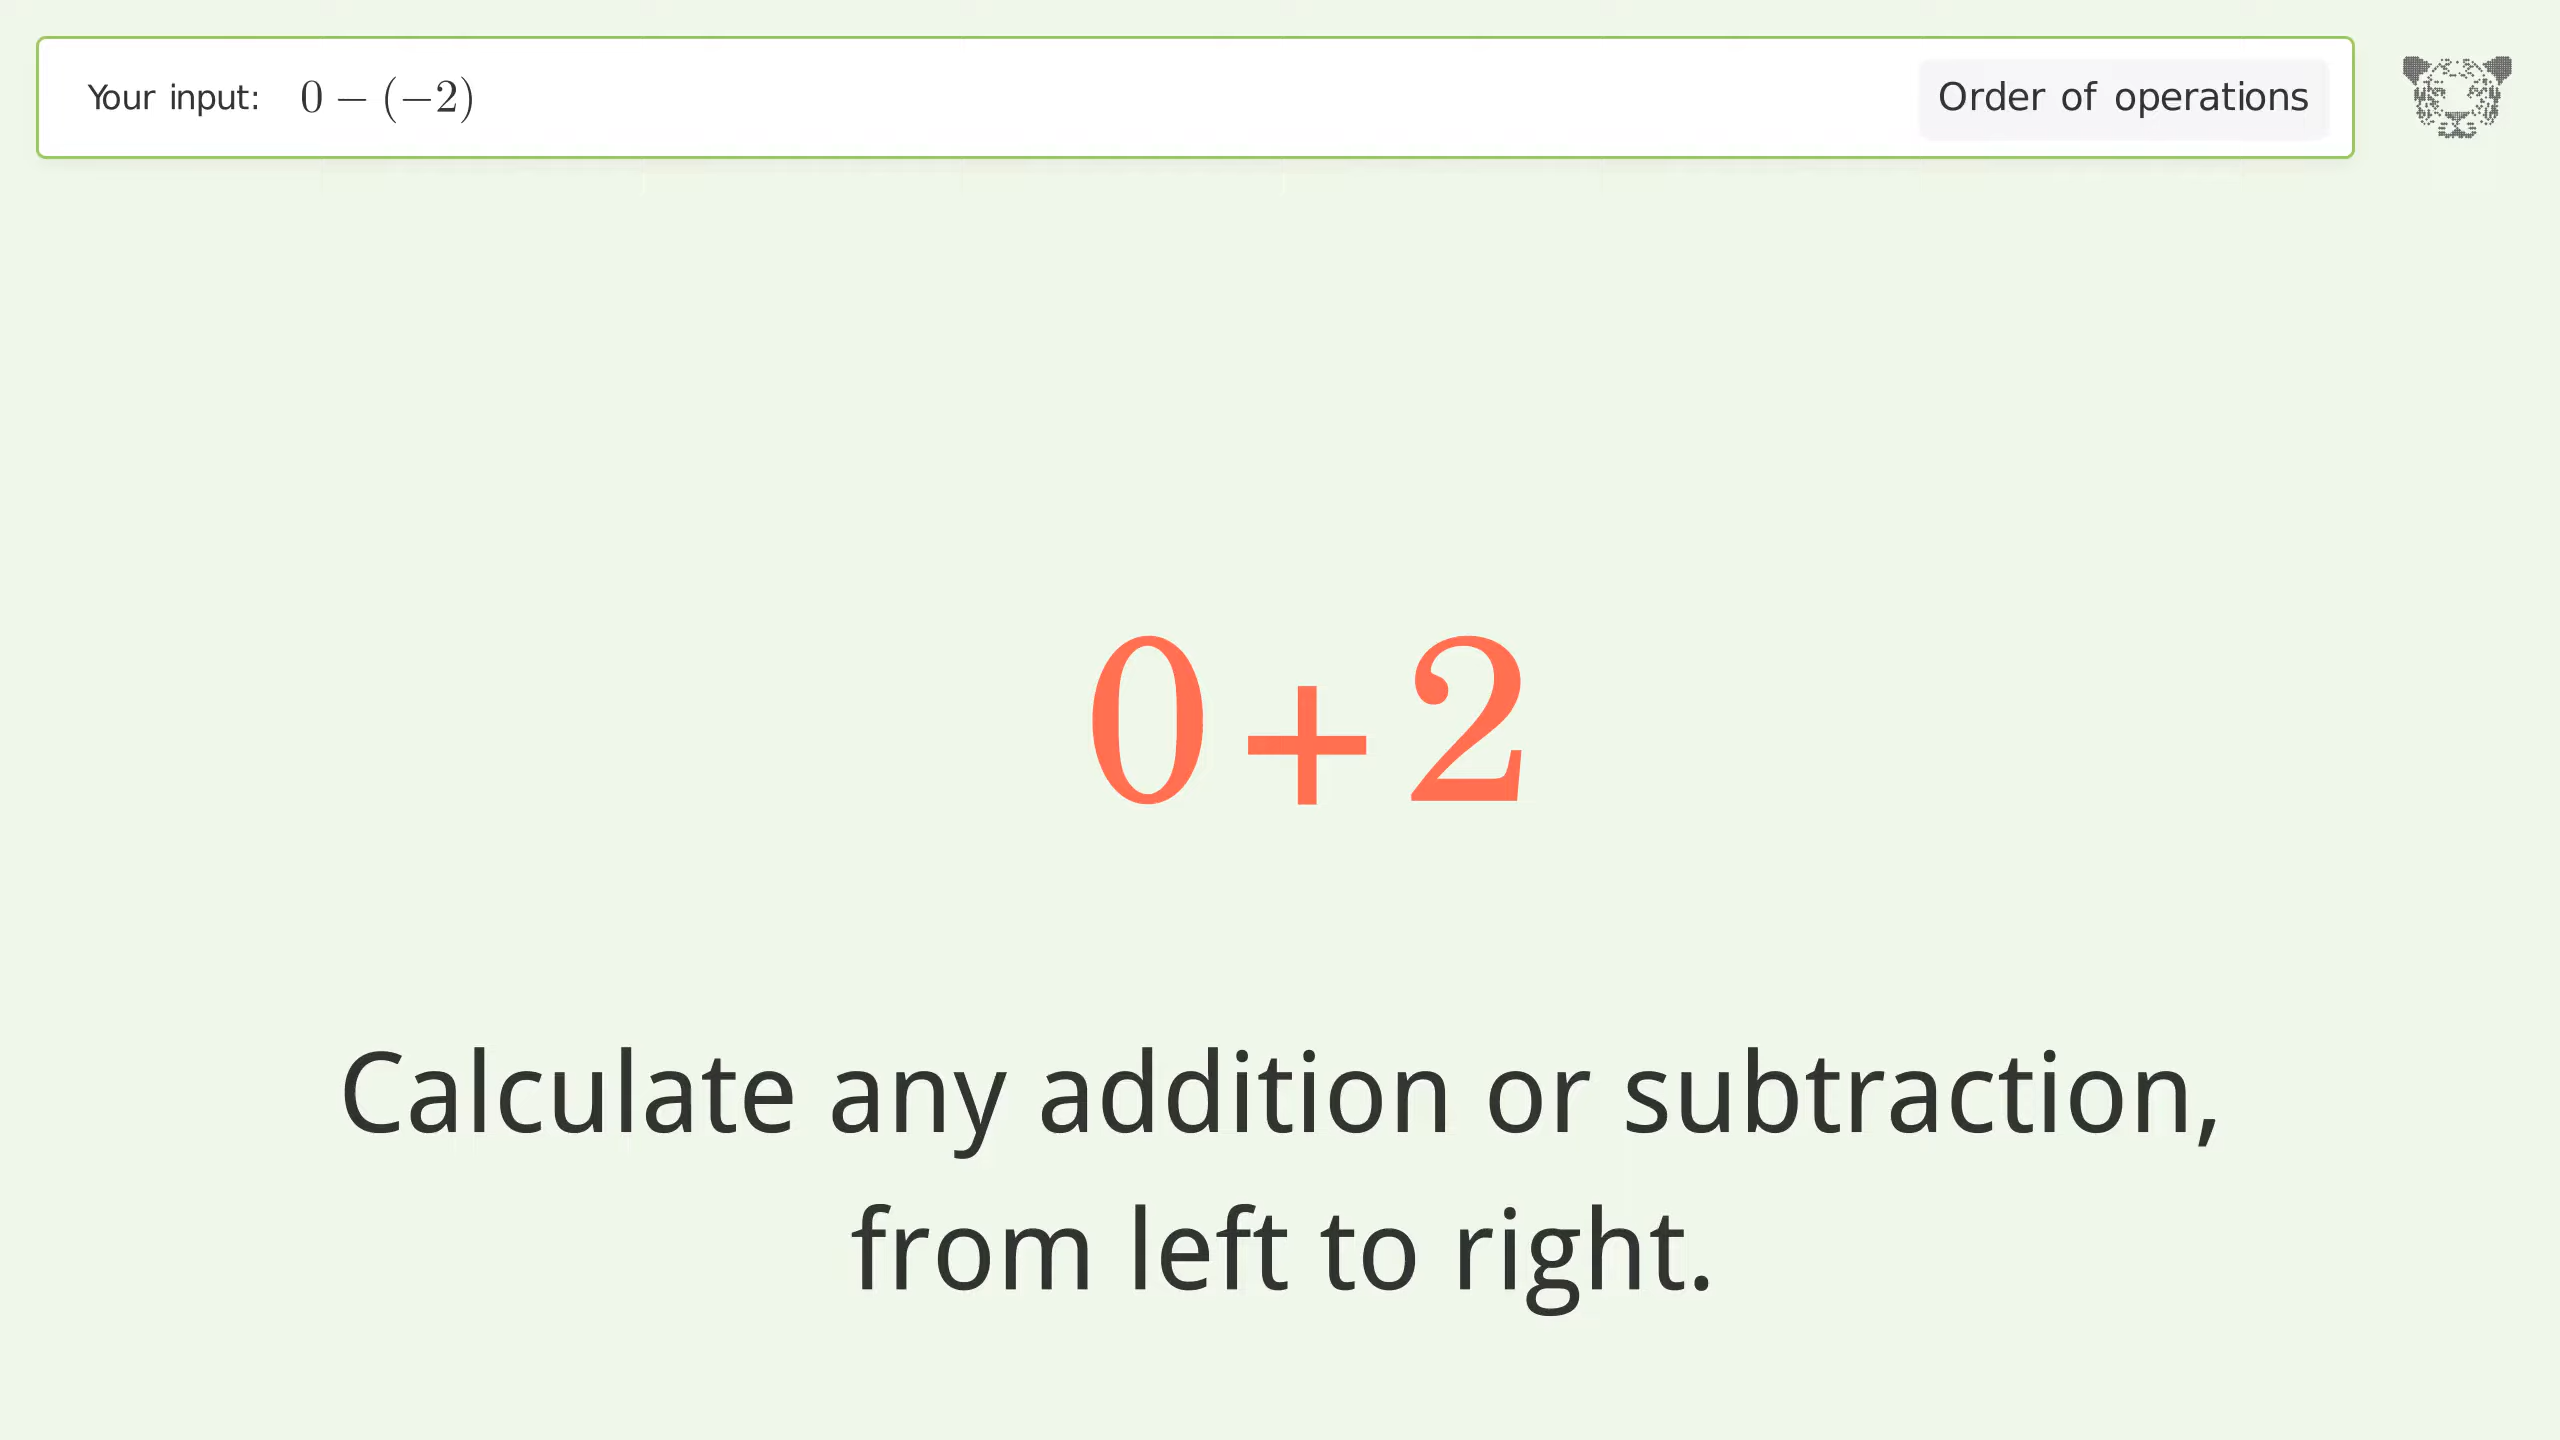 Your input: 0 − (−2)
Order of operations
0 + 2
Calculate any addition or subtraction,
from left to right.